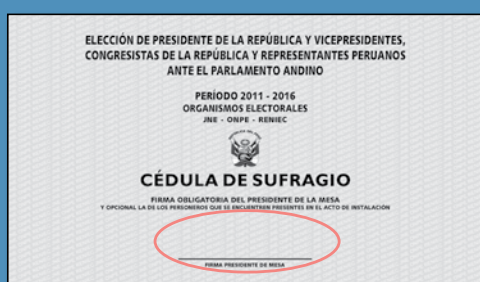 ELECCIÓN DE PRESIDENTE DE LA REPÚBLICA Y VICEPRESIDENTES,
CONGRESISTAS DE LA REPÚBLICA Y REPRESENTANTES PERUANOS
ANTE EL PARLAMENTO ANDINO
PERÍODO 2011 - 2016
ORGANISMOS ELECTORALES
JNE - ONPE - RENIEC
CÉDULA DE SUFRAGIO
FIRMA OBLIGATORIA DEL PRESIDENTE DE LA MESA
Y OPCIONAL LA DE LOS PERSONEROS QUE SE ENCUENTREN PRESENTES EN EL ACTO DE INSTALACIÓN
FIRMA PRESIDENTE DE MESA